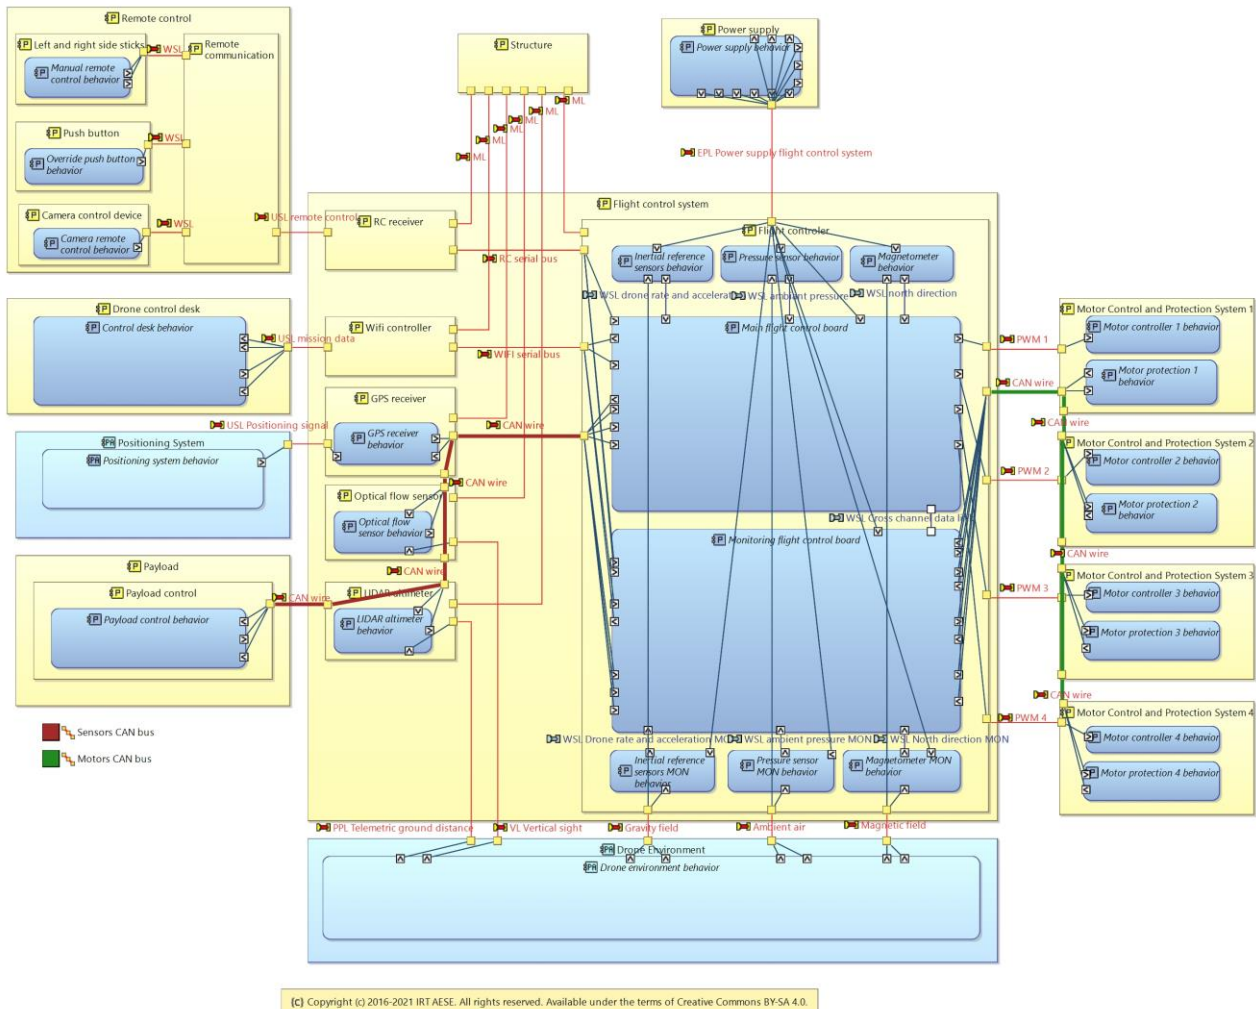 Remote control
Left and right side sticks
WSL
Remote
communication
Manual remote
control behavior
Push button
WSL
Override push button
behavior
Camera control device
WSL
Camera remote
control behavior
USL remote control
Structure
ML
ML
ML
ML
ML
ML
Power supply
Power supply behavior
EPL Power supply flight control system
Flight control system
RC receiver
RC serial bus
Flight controler
Inertial reference
sensors behavior
Pressure sensor behavior
Magnetometer
behavior
WSL drone rate and acceleration
WSL ambiant pressure
WSL north direction
Main flight control board
Drone control desk
Control desk behavior
USL mission data
Wifi controller
WIFI serial bus
GPS receiver
GPS receiver
behavior
CAN wire
USL Positioning signal
Positioning System
Positioning system behavior
Optical flow sensor
Optical flow
sensor behavior
CAN wire
CAN wire
WSL Cross channel data
Monitoring flight control board
Payload
Payload control
Payload control behavior
CAN wire
LIDAR altimeter
LIDAR altimeter
behavior
Sensors CAN bus
Motors CAN bus
PWM 1
CAN wire
Motor Control and Protection System 1
Motor controller 1 behavior
Motor protection 1
behavior
CAN wire
PWM 2
Motor Control and Protection System 2
Motor controller 2 behavior
Motor protection 2
behavior
CAN wire
PWM 3
Motor Control and Protection System 3
Motor controller 3 behavior
Motor protection 3 behavior
CAN wire
PWM 4
Motor Control and Protection System 4
Motor controller 4 behavior
Motor protection 4 behavior
WSL Drone rate and acceleration MON
WSL ambiant pressure MON
WSL North direction MON
Inertial reference
sensors MON
behavior
Pressure sensor
MON behavior
Magnetometer MON
behavior
PPL Telemetric ground distance
VL Vertical sight
Gravity field
Ambient air
Magnetic field
Drone Environment
Drone environment behavior
(c) Copyright (c) 2016-2021 IRT AESE. All rights reserved. Available under the terms of Creative Commons BY-SA 4.0.